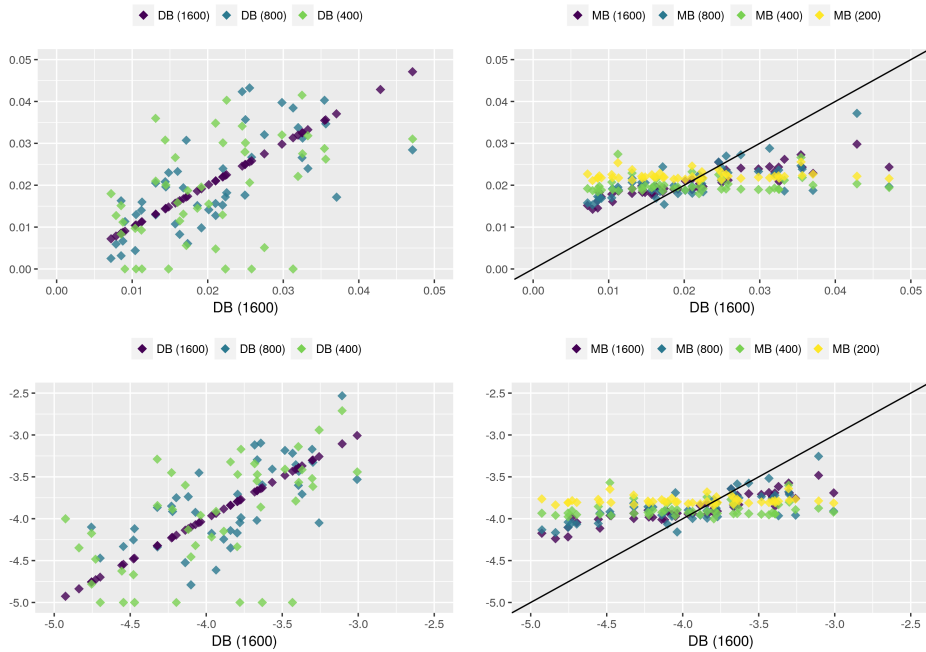 DB (1600) DB (800) DB (400)
MB (1600) MB (800) MB (400) MB (200)
0.05
0.04
0.03
0.02
0.01
0.00
0.00 0.01 0.02 0.03 0.04 0.05
DB (1600)
0.05
0.04
0.03
0.02
0.01
0.00
0.00 0.01 0.02 0.03 0.04 0.05
DB (1600)
DB (1600) DB (800) DB (400)
MB (1600) MB (800) MB (400) MB (200)
-2.5
-3.0
-3.5
-4.0
-4.5
-5.0
-5.0 -4.5 -4.0 -3.5 -3.0 -2.5
DB (1600)
-2.5
-3.0
-3.5
-4.0
-4.5
-5.0
-5.0 -4.5 -4.0 -3.5 -3.0 -2.5
DB (1600)